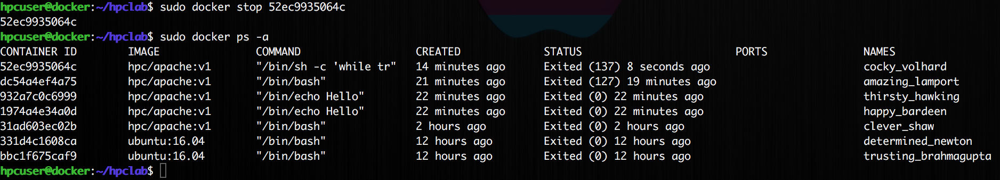 hpcuser@docker:~/hpclab$ sudo docker stop 52ec9935064c
52ec9935064c
hpcuser@docker:~/hpclab$ sudo docker ps -a
CONTAINER ID        IMAGE               COMMAND                  CREATED             STATUS                        PORTS               NAMES
52ec9935064c        hpc/apache:v1       "/bin/sh -c 'while tr"   14 minutes ago      Exited (137) 8 seconds ago                        cocky_volhard
dc54a4ef4a75        hpc/apache:v1       "/bin/bash"              21 minutes ago      Exited (127) 19 minutes ago                       amazing_lamport
932a7c0c6999        hpc/apache:v1       "/bin/echo Hello"        22 minutes ago      Exited (0) 22 minutes ago                         thirsty_hawking
1974a4e34a0d        hpc/apache:v1       "/bin/echo Hello"        22 minutes ago      Exited (0) 22 minutes ago                         happy_bardeen
31ad603ec02b        hpc/apache:v1       "/bin/bash"              2 hours ago         Exited (0) 2 hours ago                            clever_shaw
331d4c1608ca        ubuntu:16.04        "/bin/bash"              12 hours ago        Exited (0) 12 hours ago                           determined_newton
bbc1f675caf9        ubuntu:16.04        "/bin/bash"              12 hours ago        Exited (0) 12 hours ago                           trusting_brahmagupta
hpcuser@docker:~/hpclab$